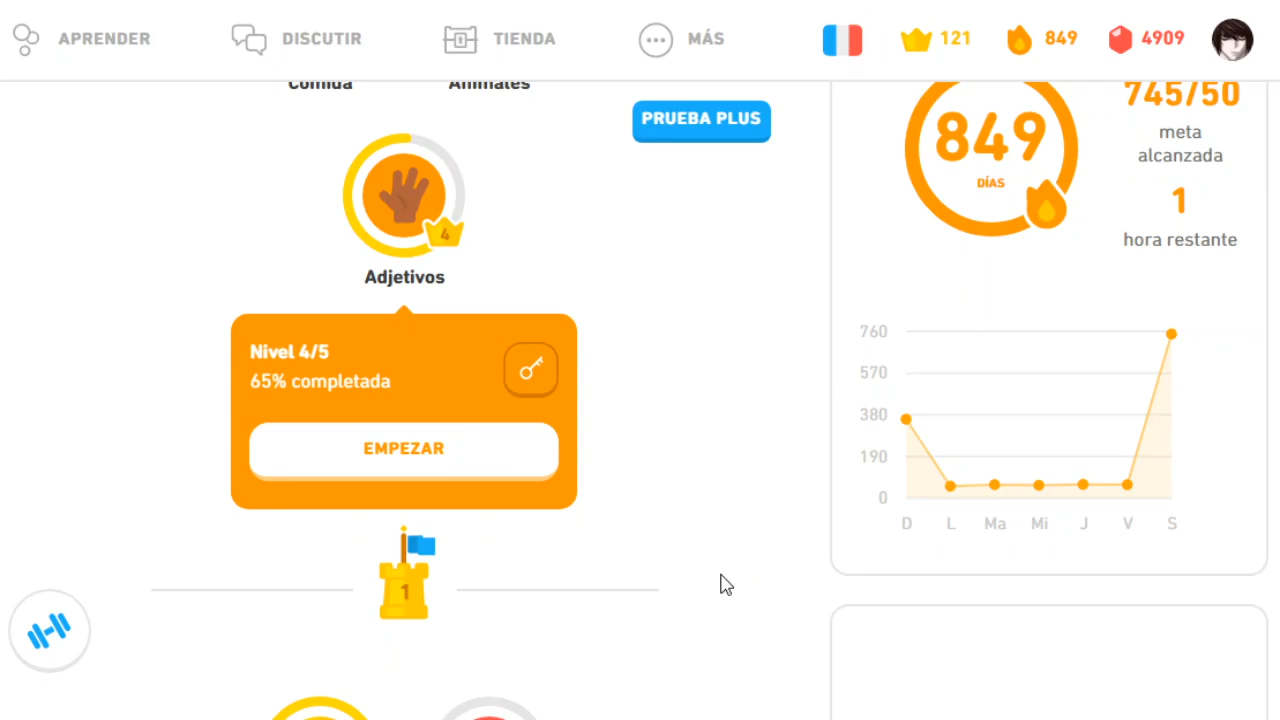 APRENDER
DISCUTIR
TIENDA
MÁS
121
849
4909
Comida
Animales
PRUEBA PLUS
4
Adjetivos
Nivel 4/5
65% completada
EMPEZAR
1
849
DÍAS
745/50
meta
alcanzada
1
hora restante
760
570
380
190
0
D L Ma Mi J V S